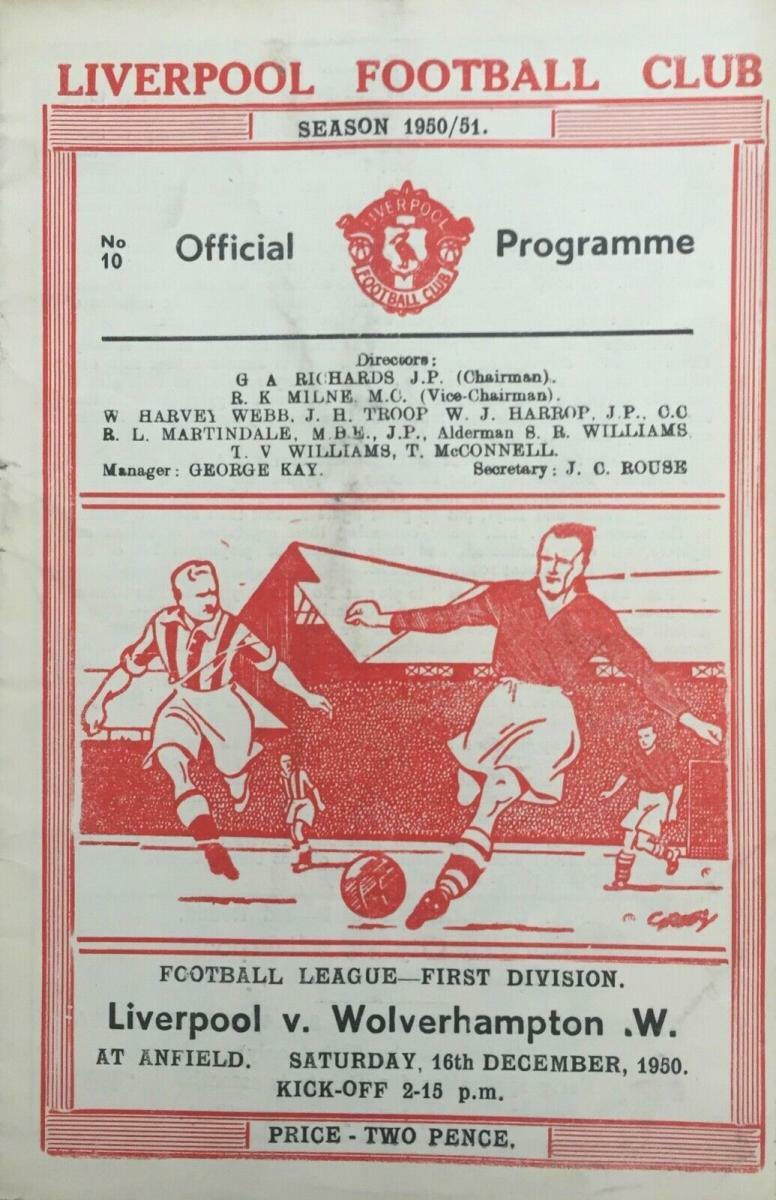 LIVERPOOL FOOTBALL CLUB
SEASON 1950/51.
No
10
Official
LIVERPOOL
FOOTBALL CLUB
Programme
Directors:
G A RICHARDS J.P. (Chairman).
R. K MILNE. M.C. (Vice-Chairman).
W HARVEY WEBB, J. H. TROOP W. J. HARROP, J.P., C.C
R. L. MARTINDALE, M.B.E., J.P., Alderman S. R. WILLIAMS
T. V WILLIAMS, T. McCONNELL.
Manager: GEORGE KAY. Secretary: J. C. ROUSE
FOOTBALL LEAGUE—FIRST DIVISION.
Liverpool v. Wolverhampton .W.
AT ANFIELD. SATURDAY, 16th DECEMBER, 1950.
KICK-OFF 2-15 p.m.
PRICE - TWO PENCE.